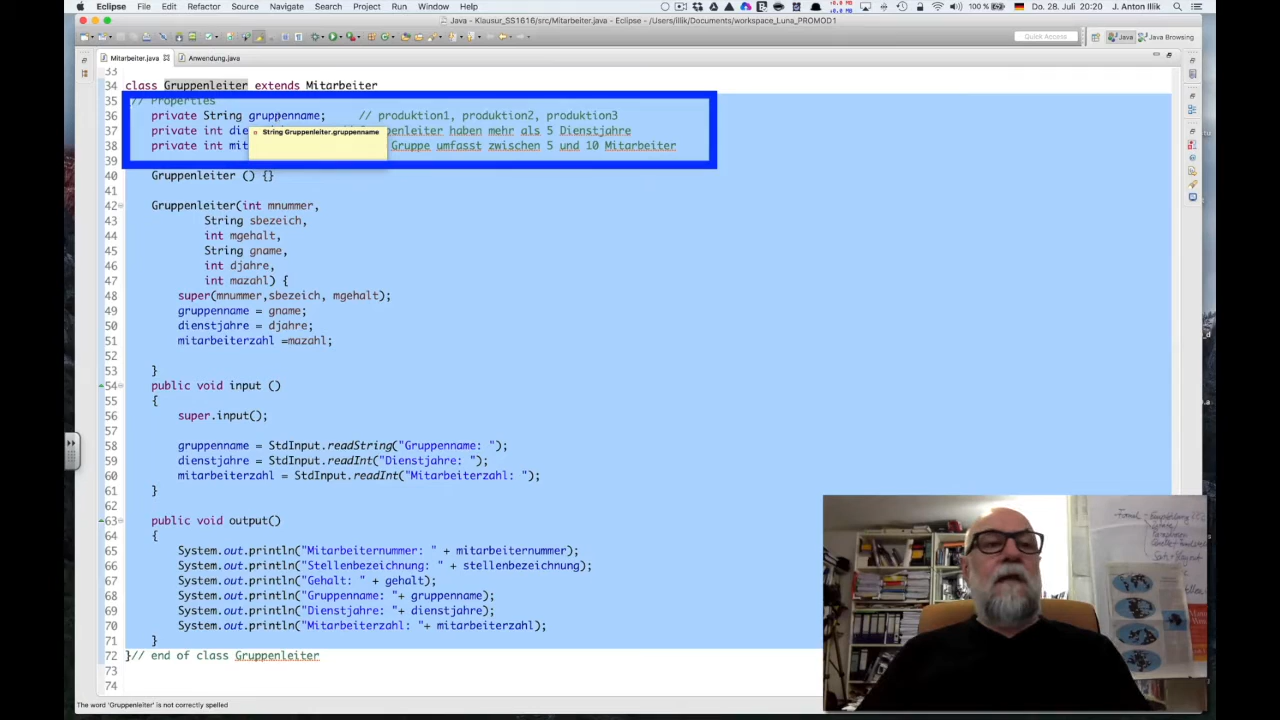 Eclipse File Edit Refactor Source Navigate Search Project Run Window Help 100 % Do. 28. Juli 20:20 J. Anton Illik
Java - Klausur_SS1616/src/Mitarbeiter.java - Eclipse - /Users/illik/Documents/workspace_Luna_PROMOD1
Quick Access Java Java Browsing
Mitarbeiter.java Anwendung.java
33
34 class Gruppenleiter extends Mitarbeiter
35 // Properties
36 private String gruppenname; // produktion1, produktion2, produktion3
37 private int die penleiter haben mehr als 5 Dienstjahre
38 private int mit Gruppe umfasst zwischen 5 und 10 Mitarbeiter
String Gruppenleiter.gruppenname
39
40 Gruppenleiter () {}
41
42 Gruppenleiter(int mnummer,
43 String sbezeich,
44 int mgehalt,
45 String gname,
46 int djahre,
47 int mazahl) {
48 super(mnummer,sbezeich, mgehalt);
49 gruppenname = gname;
50 dienstjahre = djahre;
51 mitarbeiterzahl =mazahl;
52
53 }
54 public void input ()
55 {
56 super.input();
57
58 gruppenname = StdInput.readString("Gruppenname: ");
59 dienstjahre = StdInput.readInt("Dienstjahre: ");
60 mitarbeiterzahl = StdInput.readInt("Mitarbeiterzahl: ");
61 }
62
63 public void output()
64 {
65 System.out.println("Mitarbeiternummer: " + mitarbeiternummer);
66 System.out.println("Stellenbezeichnung: " + stellenbezeichnung);
67 System.out.println("Gehalt: " + gehalt);
68 System.out.println("Gruppenname: "+ gruppenname);
69 System.out.println("Dienstjahre: "+ dienstjahre);
70 System.out.println("Mitarbeiterzahl: "+ mitarbeiterzahl);
71 }
72 }// end of class Gruppenleiter
73
74
The word 'Gruppenleiter' is not correctly spelled